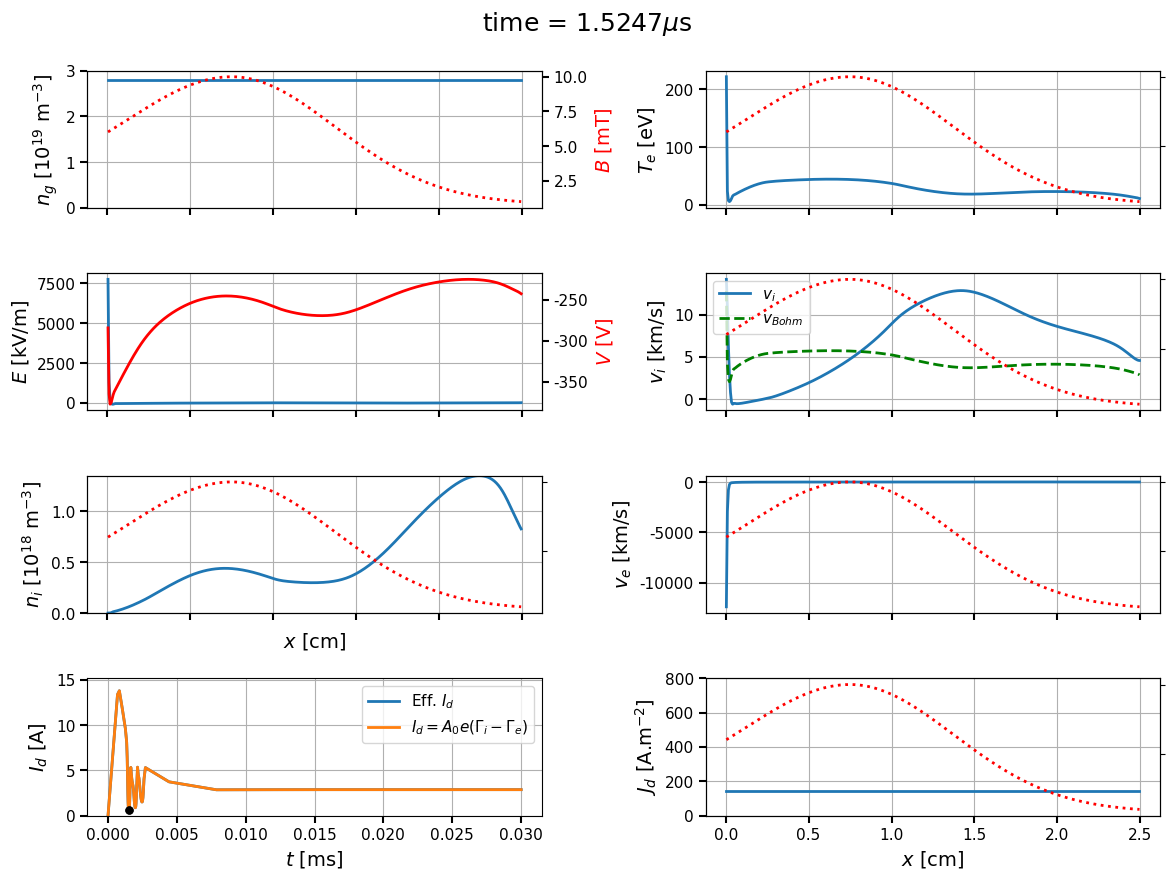 time = 1.5247μs
n_g [10^19 m^−3]
3
2
1
0
10.0
7.5
5.0
2.5
B [mT]
T_e [eV]
200
100
0
E [kV/m]
7500
5000
2500
0
-250
-300
-350
V [V]
v_i [km/s]
10
5
0
v_i
v_Bohm
n_i [10^18 m^−3]
1.0
0.5
0.0
x [cm]
v_e [km/s]
0
-5000
-10000
I_d [A]
15
10
5
0
Eff. I_d
I_d = A_0e(Γ_i − Γ_e)
0.000 0.005 0.010 0.015 0.020 0.025 0.030
t [ms]
J_d [A.m^−2]
800
600
400
200
0
0.0 0.5 1.0 1.5 2.0 2.5
x [cm]